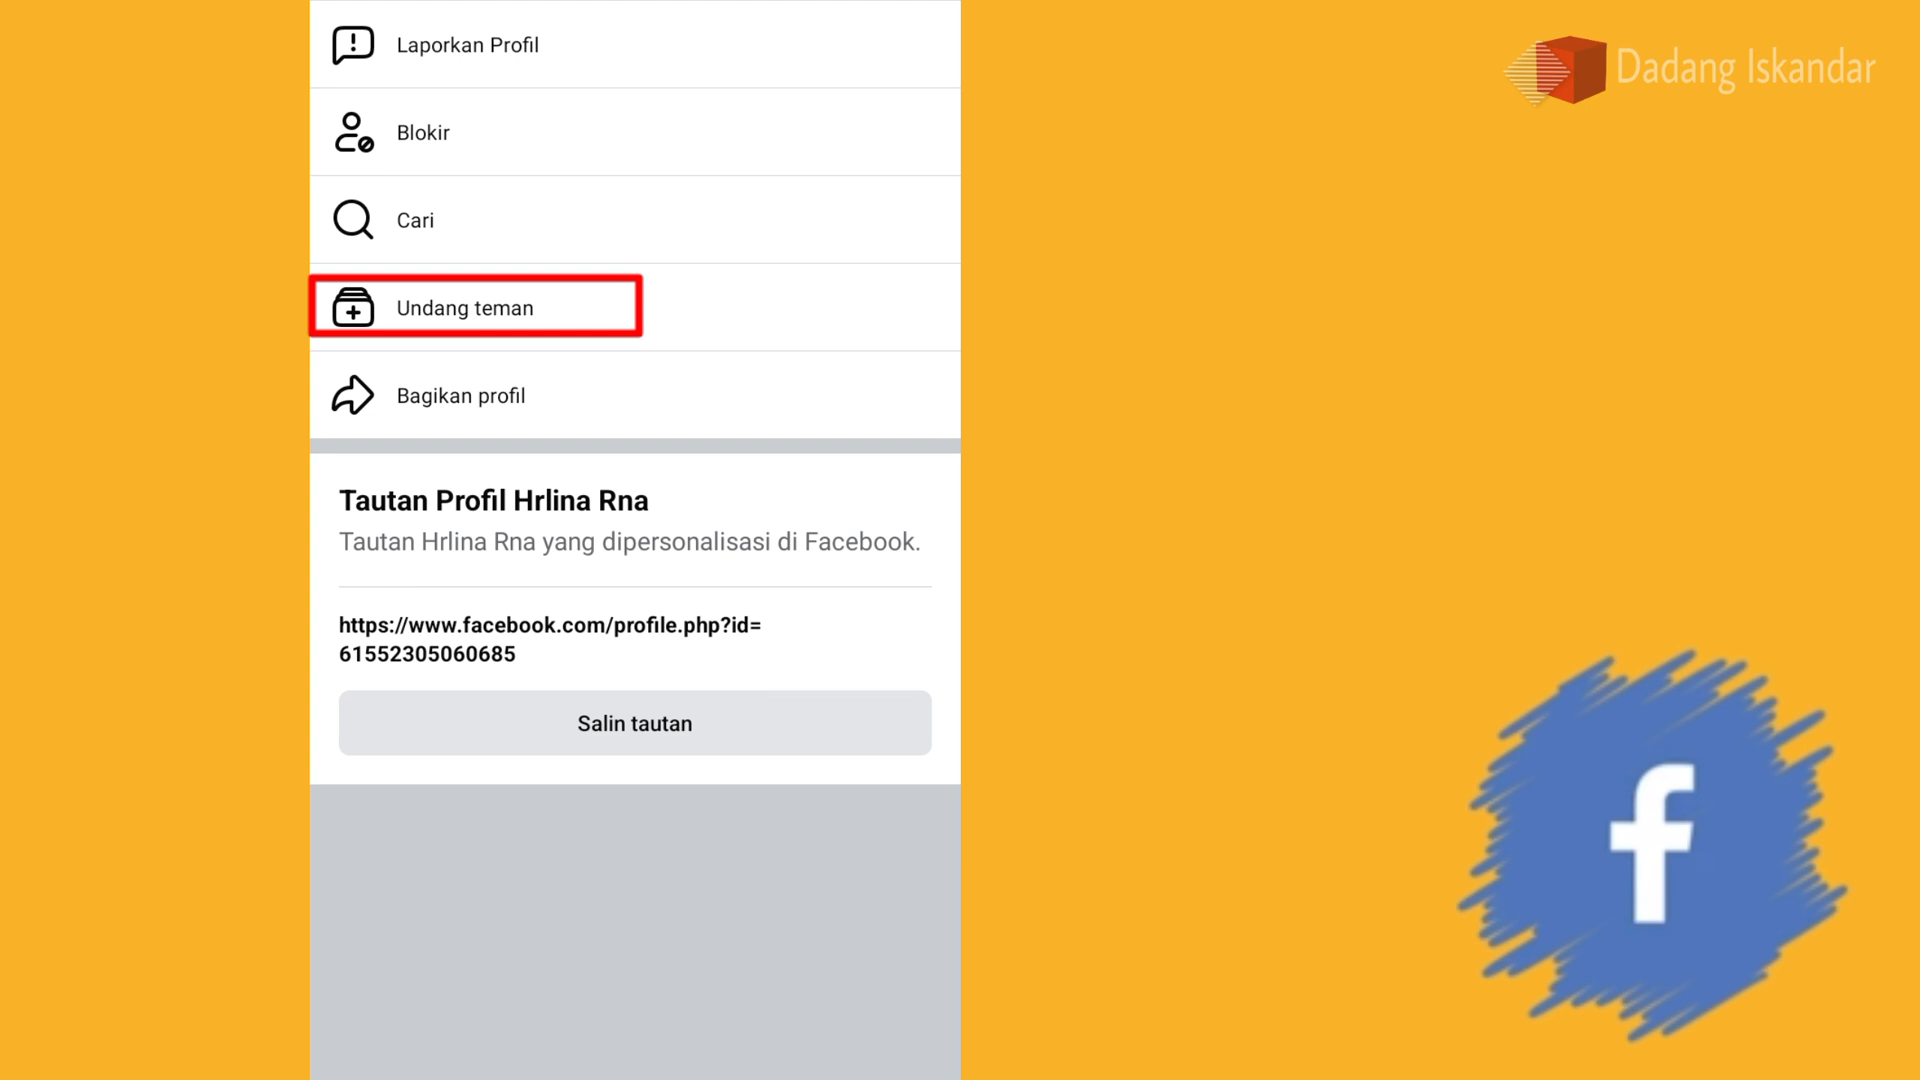 Laporkan Profil
Dadang Iskandar
Blokir
Cari
Undang teman
Bagikan profil
Tautan Profil Hrlina Rna
Tautan Hrlina Rna yang dipersonalisasi di Facebook.
https://www.facebook.com/profile.php?id=
61552305060685
Salin tautan